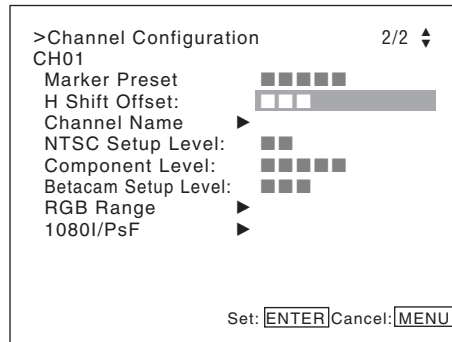 >Channel Configuration 2/2
CH01
Marker Preset ■■■■■
H Shift Offset: ■■■
Channel Name ▶
NTSC Setup Level: ■■
Component Level: ■■■■■
Betacam Setup Level: ■■■
RGB Range ▶
1080I/PsF ▶
Set: ENTER Cancel: MENU